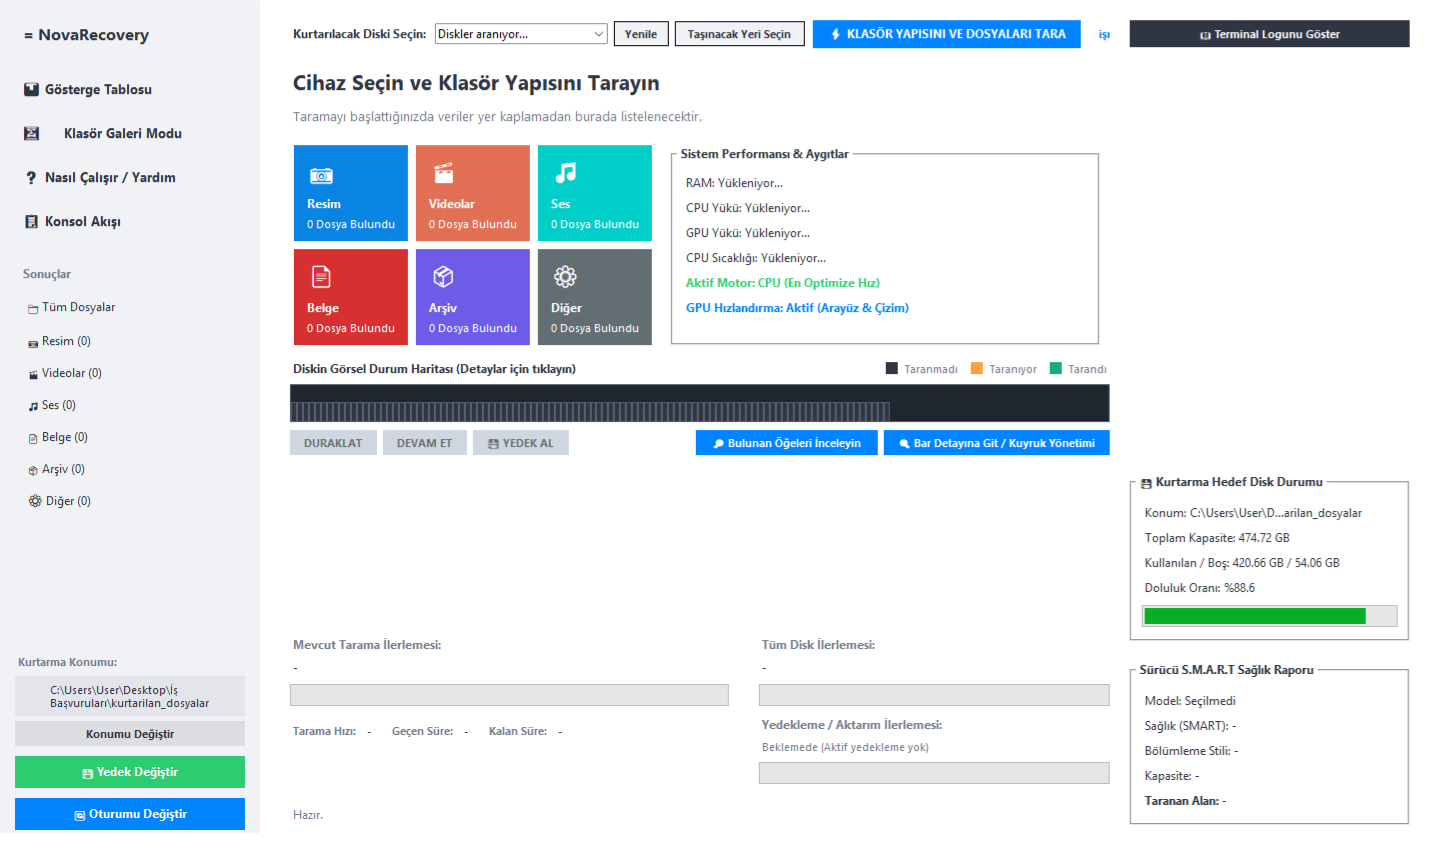 = NovaRecovery
Gösterge Tablosu
Klasör Galeri Modu
? Nasıl Çalışır / Yardım
Konsol Akışı
Sonuçlar
Tüm Dosyalar
Resim (0)
Videolar (0)
Ses (0)
Belge (0)
Arşiv (0)
Diğer (0)
Kurtarma Konumu:
C:\Users\User\Desktop\İş
Başvuruları\kurtarilan_dosyalar
Konumu Değiştir
Yedek Değiştir
Oturumu Değiştir
Kurtarılacak Diski Seçin: Diskler aranıyor... Yenile Taşınacak Yeri Seçin KLASÖR YAPISINI VE DOSYALARI TARA işı Terminal Logunu Göster
Cihaz Seçin ve Klasör Yapısını Tarayın
Taramayı başlattığınızda veriler yer kaplamadan burada listelenecektir.
Resim
0 Dosya Bulundu
Videolar
0 Dosya Bulundu
Ses
0 Dosya Bulundu
Belge
0 Dosya Bulundu
Arşiv
0 Dosya Bulundu
Diğer
0 Dosya Bulundu
Sistem Performansı & Aygıtlar
RAM: Yükleniyor...
CPU Yükü: Yükleniyor...
GPU Yükü: Yükleniyor...
CPU Sıcaklığı: Yükleniyor...
Aktif Motor: CPU (En Optimize Hız)
GPU Hızlandırma: Aktif (Arayüz & Çizim)
Diskin Görsel Durum Haritası (Detaylar için tıklayın) Taranmadı Taranıyor Tarandı
DURAKLAT DEVAM ET YEDEK AL Bulunan Öğeleri İnceleyin Bar Detayına Git / Kuyruk Yönetimi
Mevcut Tarama İlerlemesi:
-
Tarama Hızı: - Geçen Süre: - Kalan Süre: -
Tüm Disk İlerlemesi:
-
Yedekleme / Aktarım İlerlemesi:
Beklemede (Aktif yedekleme yok)
Hazır.
Kurtarma Hedef Disk Durumu
Konum: C:\Users\User\D...arilan_dosyalar
Toplam Kapasite: 474.72 GB
Kullanılan / Boş: 420.66 GB / 54.06 GB
Doluluk Oranı: %88.6
Sürücü S.M.A.R.T Sağlık Raporu
Model: Seçilmedi
Sağlık (SMART): -
Bölümleme Stili: -
Kapasite: -
Taranan Alan: -